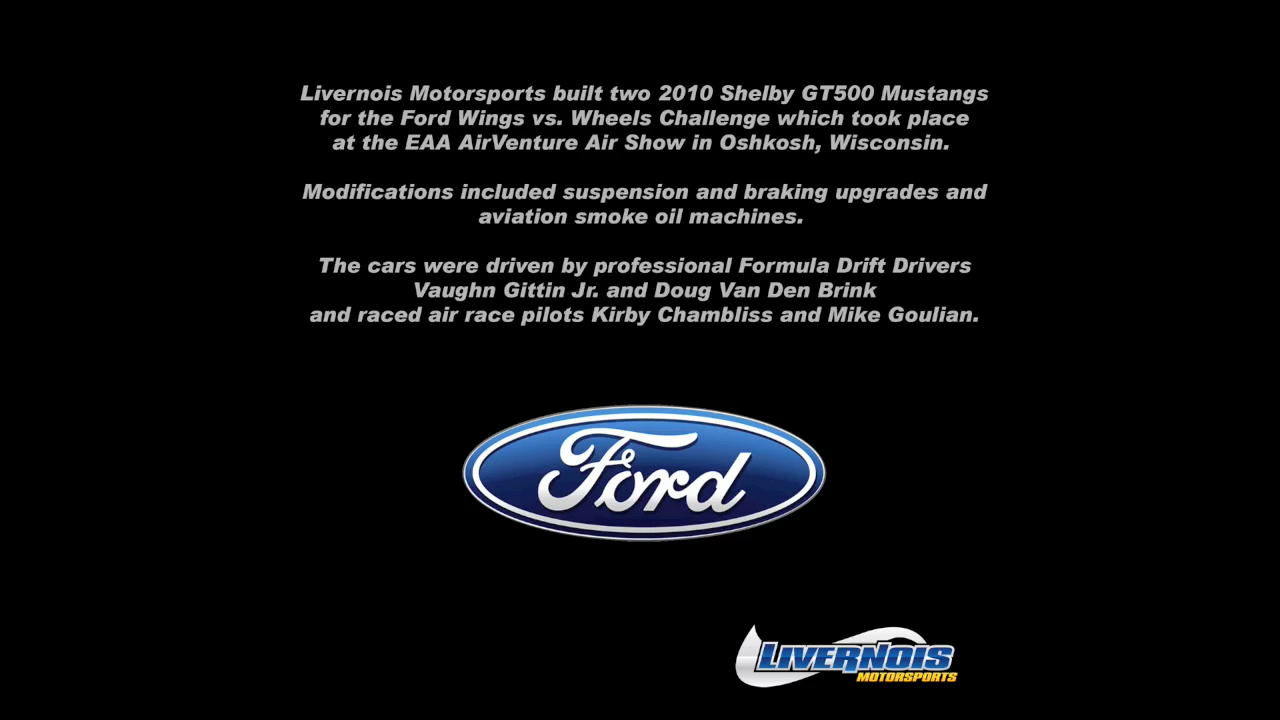 Livernois Motorsports built two 2010 Shelby GT500 Mustangs
for the Ford Wings vs. Wheels Challenge which took place
at the EAA AirVenture Air Show in Oshkosh, Wisconsin.
Modifications included suspension and braking upgrades and
aviation smoke oil machines.
The cars were driven by professional Formula Drift Drivers
Vaughn Gittin Jr. and Doug Van Den Brink
and raced air race pilots Kirby Chambliss and Mike Goulian.
Ford
LIVERNOIS
MOTORSPORTS